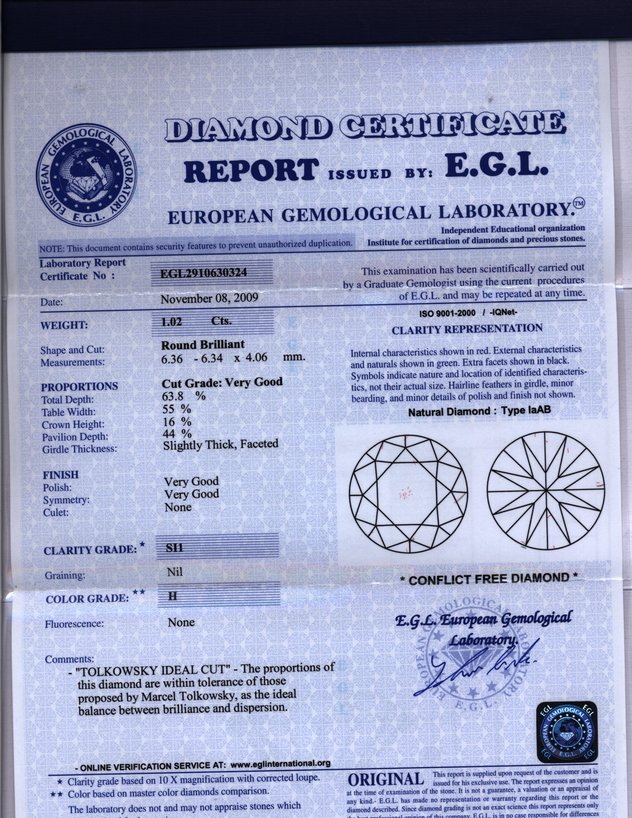 EUROPEAN GEMOLOGICAL LABORATORY
E.G.L.
DIAMOND CERTIFICATE
REPORT ISSUED BY: E.G.L.
EUROPEAN GEMOLOGICAL LABORATORY.™
Independent Educational organization
Institute for certification of diamonds and precious stones.
NOTE: This document contains security features to prevent unauthorized duplication.
Laboratory Report
Certificate No : EGL2910630324
Date: November 08, 2009
WEIGHT: 1.02 Cts.
Shape and Cut: Round Brilliant
Measurements: 6.36 - 6.34 x 4.06 mm.
PROPORTIONS Cut Grade: Very Good
Total Depth: 63.8 %
Table Width: 55 %
Crown Height: 16 %
Pavilion Depth: 44 %
Girdle Thickness: Slightly Thick, Faceted
FINISH
Polish: Very Good
Symmetry: Very Good
Culet: None
CLARITY GRADE: * SI1
Graining: Nil
COLOR GRADE: ** H
Fluorescence: None
Comments:
- "TOLKOWSKY IDEAL CUT" - The proportions of
this diamond are within tolerance of those
proposed by Marcel Tolkowsky, as the ideal
balance between brilliance and dispersion.
- ONLINE VERIFICATION SERVICE AT: www.eglinternational.org
* Clarity grade based on 10 X magnification with corrected loupe.
** Color based on master color diamonds comparison.
The laboratory does not and may not appraise stones which
This examination has been scientifically carried out
by a Graduate Gemologist using the current procedures
of E.G.L. and may be repeated at any time.
ISO 9001-2000 / -IQNet-
CLARITY REPRESENTATION
Internal characteristics shown in red. External characteristics
and naturals shown in green. Extra facets shown in black.
Symbols indicate nature and location of identified characteris-
tics, not their actual size. Hairline feathers in girdle, minor
bearding, and minor details of polish and finish not shown.
Natural Diamond : Type IaAB
* CONFLICT FREE DIAMOND *
E.G.L. European Gemological
Laboratory.
EGL EGL
EGL EGL
ORIGINAL This report is supplied upon request of the customer and is
issued for his exclusive use. The report expresses an opinion
at the time of examination of the stone. It is not a guarantee, a valuation or an appraisal of
any kind.- E.G.L. has made no representation or warranty regarding this report or the
diamond described. Since diamond grading is not an exact science this report represents only
E.G.L. is in no case responsible for differences